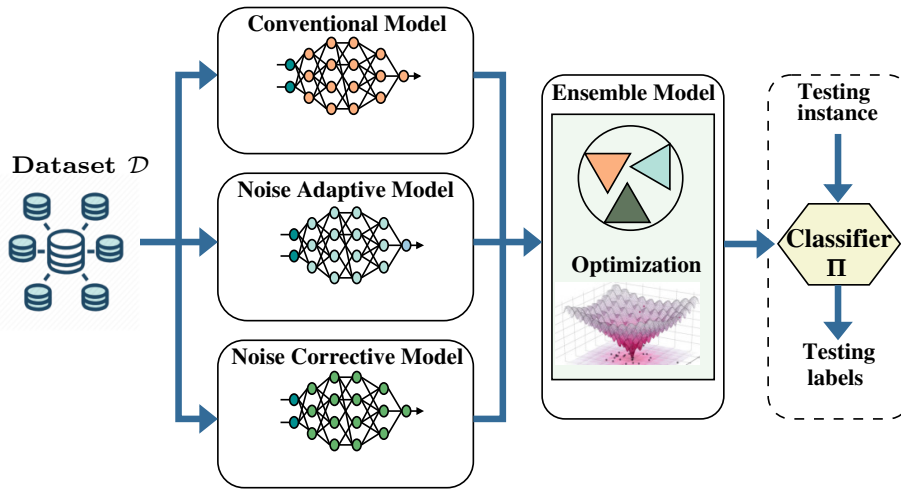 Dataset 𝒟
Conventional Model
Noise Adaptive Model
Noise Corrective Model
Ensemble Model
Optimization
Testing
instance
Classifier
Π
Testing
labels